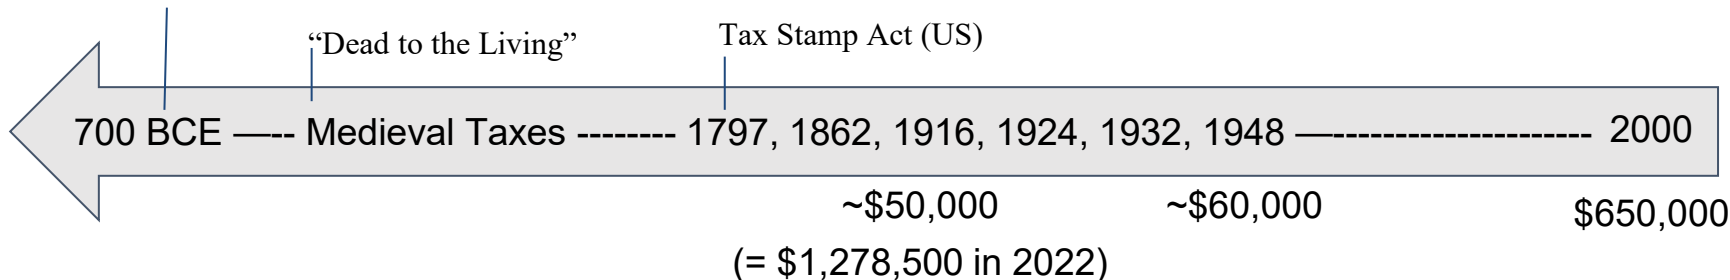 “Dead to the Living”
Tax Stamp Act (US)
700 BCE —-- Medieval Taxes -------- 1797, 1862, 1916, 1924, 1932, 1948 —--------------------- 2000
~$50,000
~$60,000
$650,000
(= $1,278,500 in 2022)